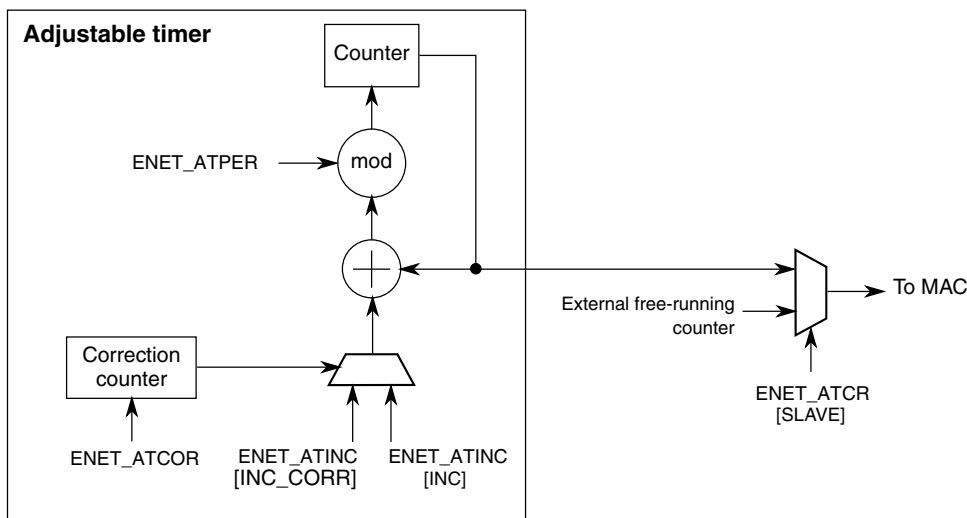 Adjustable timer
Counter
ENET_ATPER
mod
External free-running
counter
To MAC
Correction
counter
ENET_ATCR
[SLAVE]
ENET_ATCOR
ENET_ATINC
[INC_CORR]
ENET_ATINC
[INC]